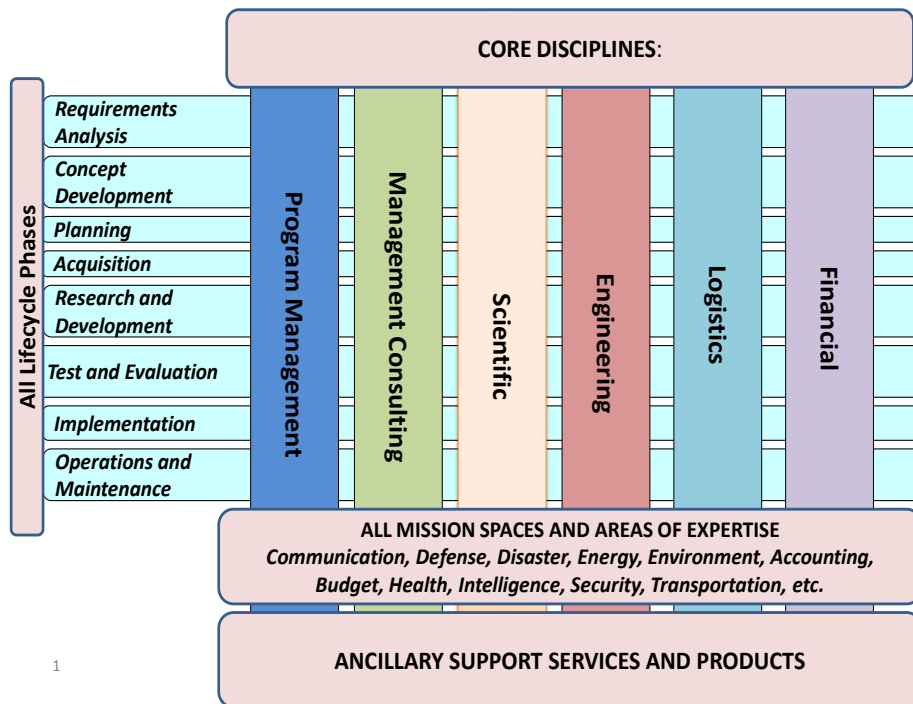 CORE DISCIPLINES:
All Lifecycle Phases
Requirements
Analysis
Concept
Development
Planning
Acquisition
Research and
Development
Test and Evaluation
Implementation
Operations and
Maintenance
Program Management
Management Consulting
Scientific
Engineering
Logistics
Financial
ALL MISSION SPACES AND AREAS OF EXPERTISE
Communication, Defense, Disaster, Energy, Environment, Accounting,
Budget, Health, Intelligence, Security, Transportation, etc.
ANCILLARY SUPPORT SERVICES AND PRODUCTS
1